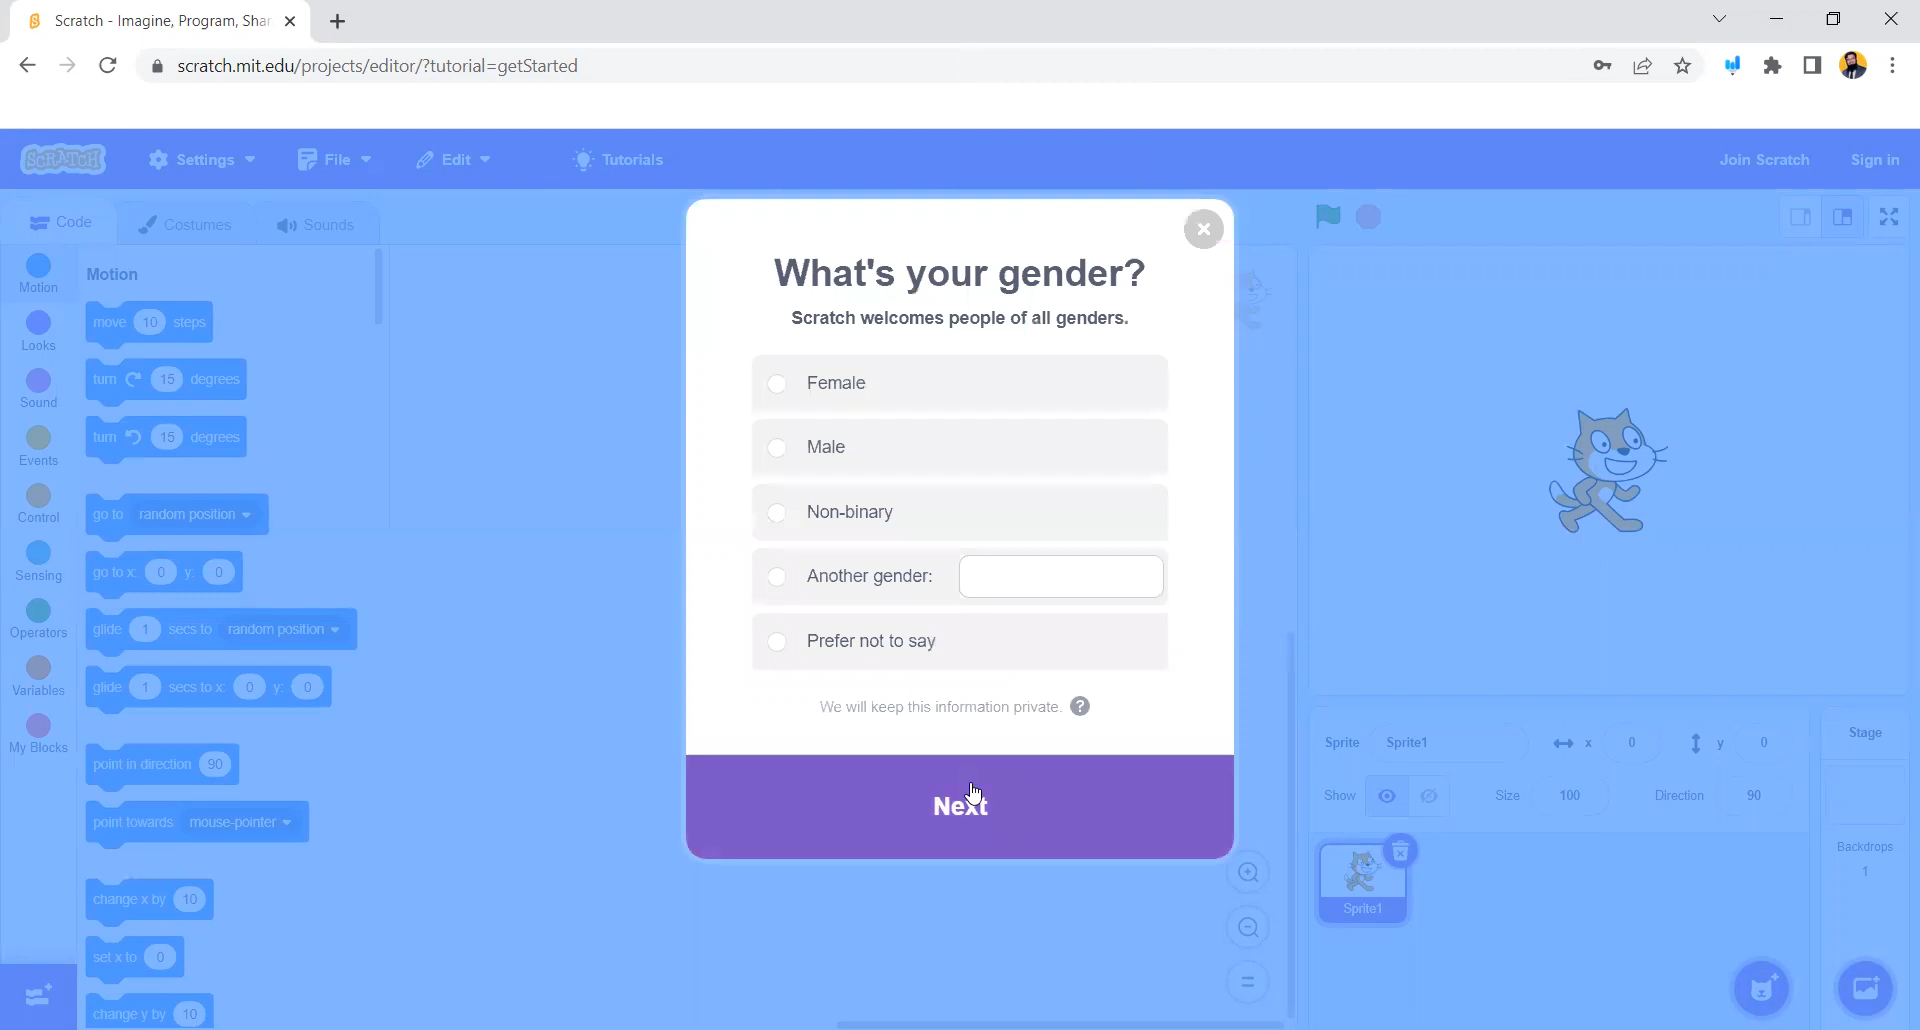 Scratch - Imagine, Program, Shar
scratch.mit.edu/projects/editor/?tutorial=getStarted
SCRATCH Settings File Edit Tutorials Join Scratch Sign in
Code Costumes Sounds
Motion
Looks
Sound
Events
Control
Sensing
Operators
Variables
My Blocks
Motion
move 10 steps
turn 15 degrees
turn 15 degrees
go to random position
go to x: 0 y: 0
glide 1 secs to random position
glide 1 secs to x: 0 y: 0
point in direction 90
point towards mouse-pointer
change x by 10
set x to 0
change y by 10
What's your gender?
Scratch welcomes people of all genders.
Female
Male
Non-binary
Another gender:
Prefer not to say
We will keep this information private. ?
Next
Sprite Sprite1 x 0 y 0
Show Size 100 Direction 90
Sprite1
Stage
Backdrops
1